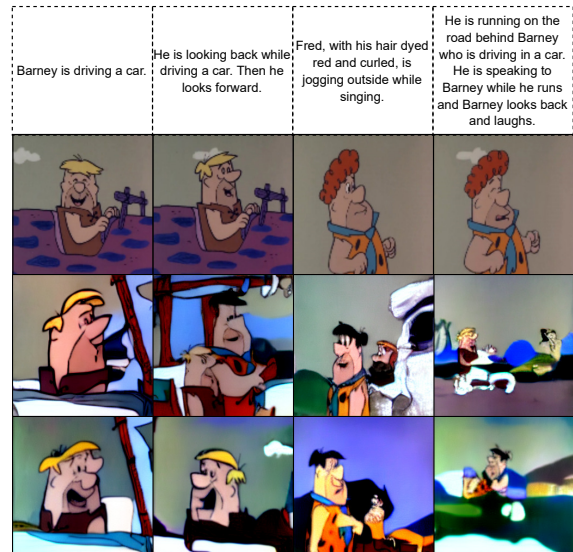 Barney is driving a car.
He is looking back while
driving a car. Then he
looks forward.
Fred, with his hair dyed
red and curled, is
jogging outside while
singing.
He is running on the
road behind Barney
who is driving in a car.
He is speaking to
Barney while he runs
and Barney looks back
and laughs.